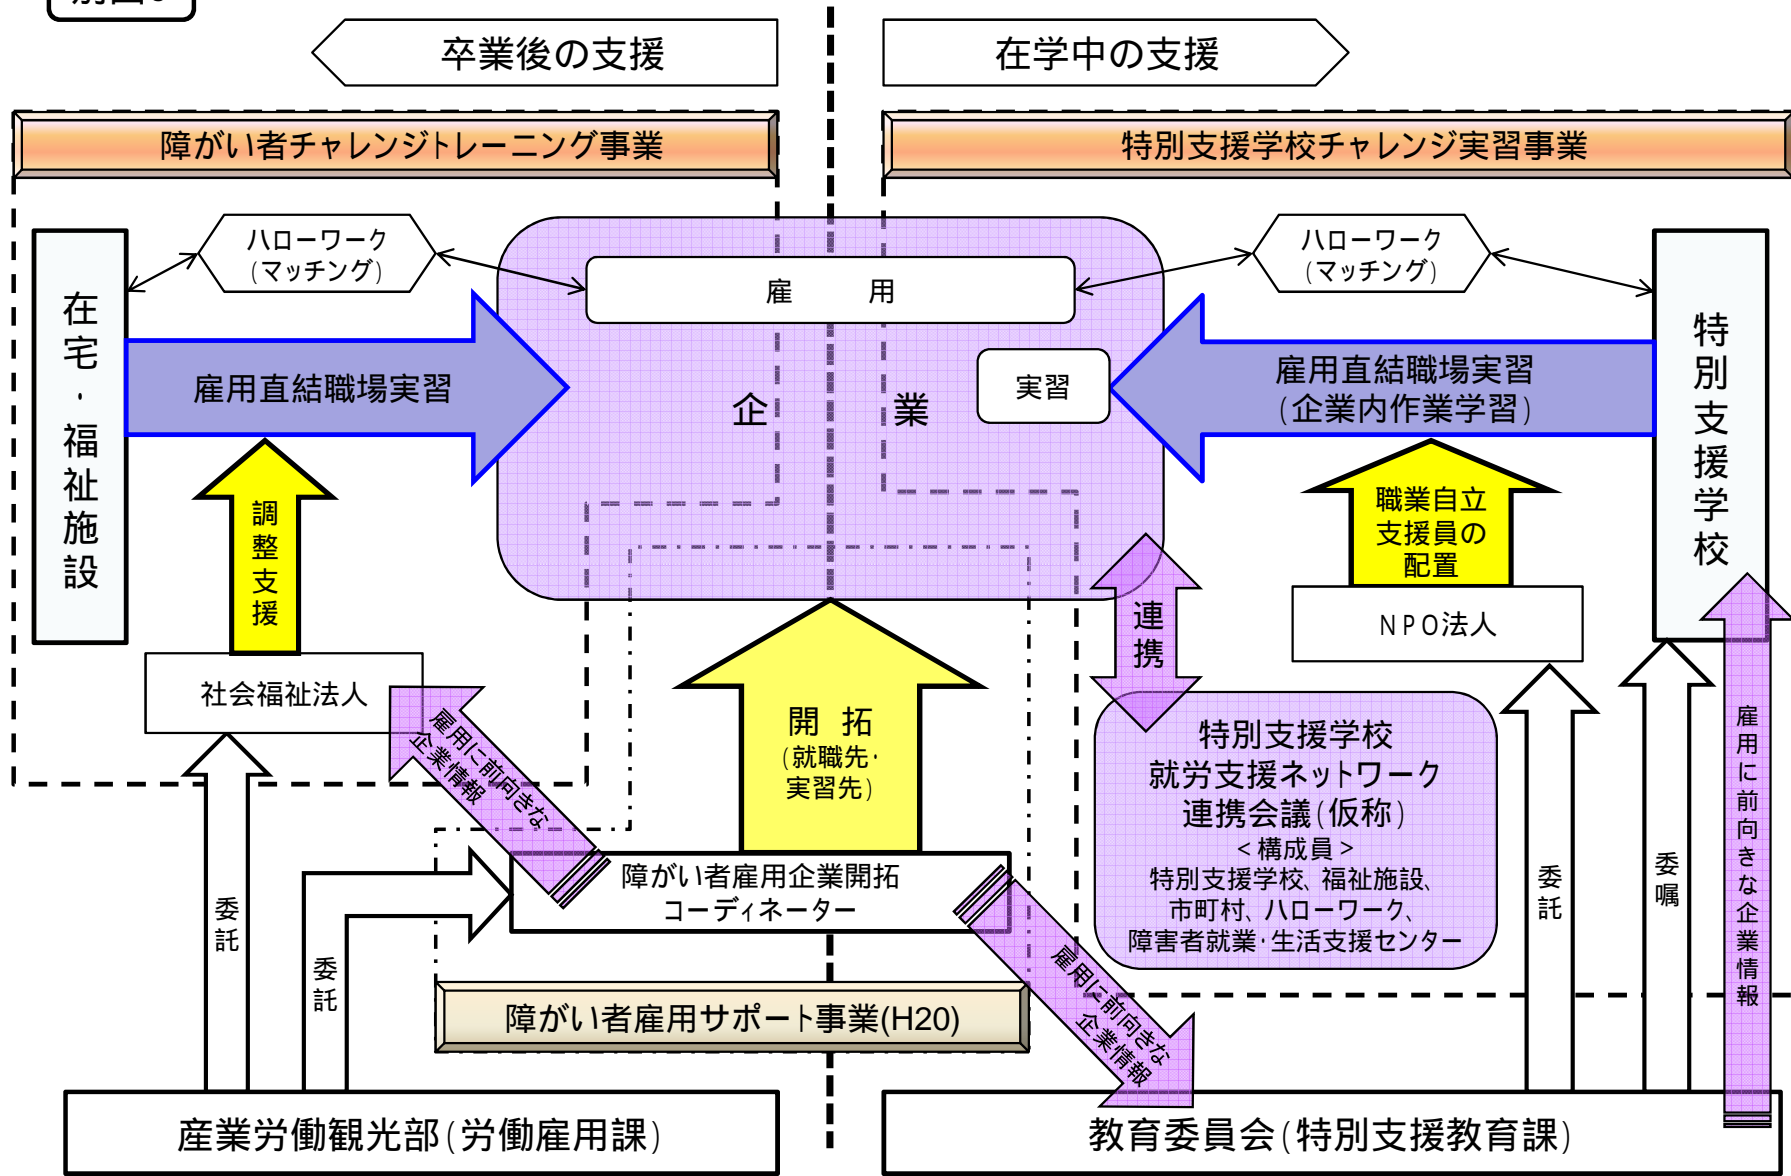 卒業後の支援
在学中の支援
障がい者チャレンジトレーニング事業
特別支援学校チャレンジ実習事業
ハローワーク
(マッチング)
雇 用
ハローワーク
(マッチング)
在宅・福祉施設
雇用直結職場実習
企 業
実習
雇用直結職場実習
(企業内作業学習)
特別支援学校
調整支援
職業自立
支援員の
配置
社会福祉法人
連携
NPO法人
雇用に前向きな
企業情報
開 拓
(就職先・
実習先)
特別支援学校
就労支援ネットワーク
連携会議(仮称)
<構成員>
特別支援学校、福祉施設、
市町村、ハローワーク、
障害者就業・生活支援センター
雇用に前向きな企業情報
障がい者雇用企業開拓
コーディネーター
委託
委託
委託
委嘱
雇用に前向きな
企業情報
障がい者雇用サポート事業(H20)
産業労働観光部(労働雇用課)
教育委員会(特別支援教育課)